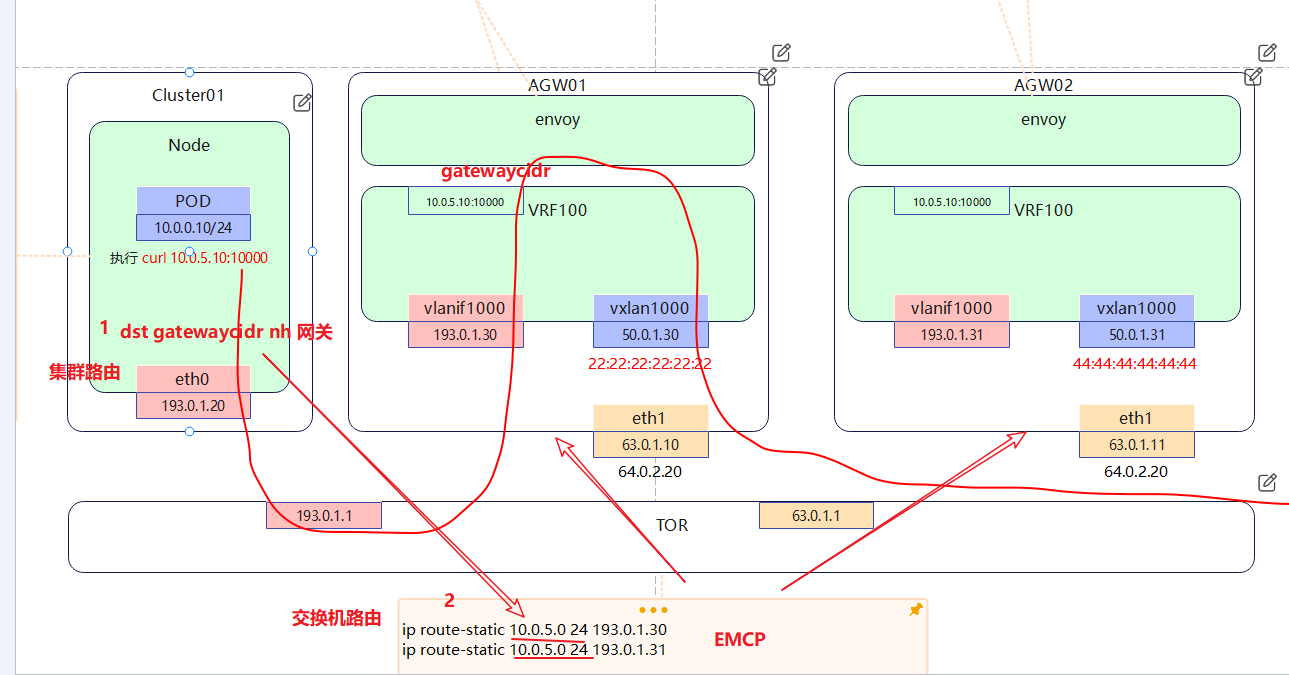 Cluster01
Node
POD
10.0.0.10/24
执行 curl 10.0.5.10:10000
1 dst gatewaycidr nh 网关
集群路由
eth0
193.0.1.20
AGW01
envoy
gatewaycidr
10.0.5.10:10000
VRF100
vlanif1000
193.0.1.30
vxlan1000
50.0.1.30
22:22:22:22:22:22
eth1
63.0.1.10
64.0.2.20
AGW02
envoy
10.0.5.10:10000
VRF100
vlanif1000
193.0.1.31
vxlan1000
50.0.1.31
44:44:44:44:44:44
eth1
63.0.1.11
64.0.2.20
193.0.1.1
TOR
63.0.1.1
2
交换机路由
ip route-static 10.0.5.0 24 193.0.1.30
ip route-static 10.0.5.0 24 193.0.1.31
EMCP